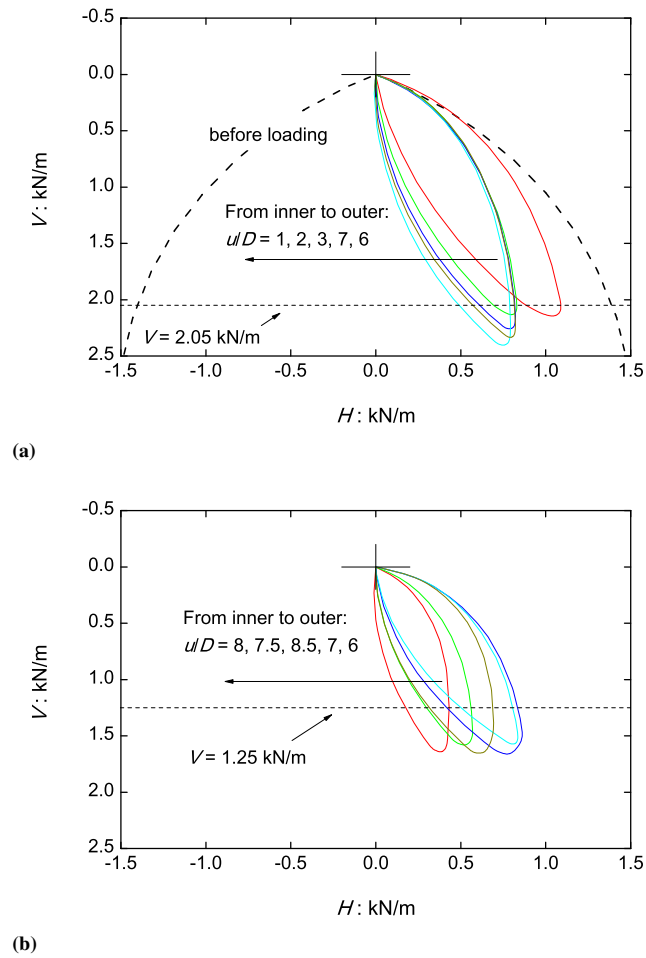 -0.5
0.0
0.5
1.0
1.5
2.0
2.5
V : kN/m
before loading
From inner to outer:
u/D = 1, 2, 3, 7, 6
V = 2.05 kN/m
-1.5 -1.0 -0.5 0.0 0.5 1.0 1.5
H : kN/m
(a)
-0.5
0.0
0.5
1.0
1.5
2.0
2.5
V : kN/m
From inner to outer:
u/D = 8, 7.5, 8.5, 7, 6
V = 1.25 kN/m
-1.5 -1.0 -0.5 0.0 0.5 1.0 1.5
H : kN/m
(b)